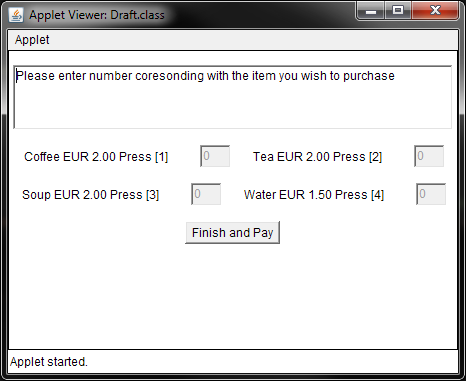 Applet Viewer: Draft.class
Applet
Please enter number coresonding with the item you wish to purchase
Coffee EUR 2.00 Press [1] 0 Tea EUR 2.00 Press [2] 0
Soup EUR 2.00 Press [3] 0 Water EUR 1.50 Press [4] 0
Finish and Pay
Applet started.